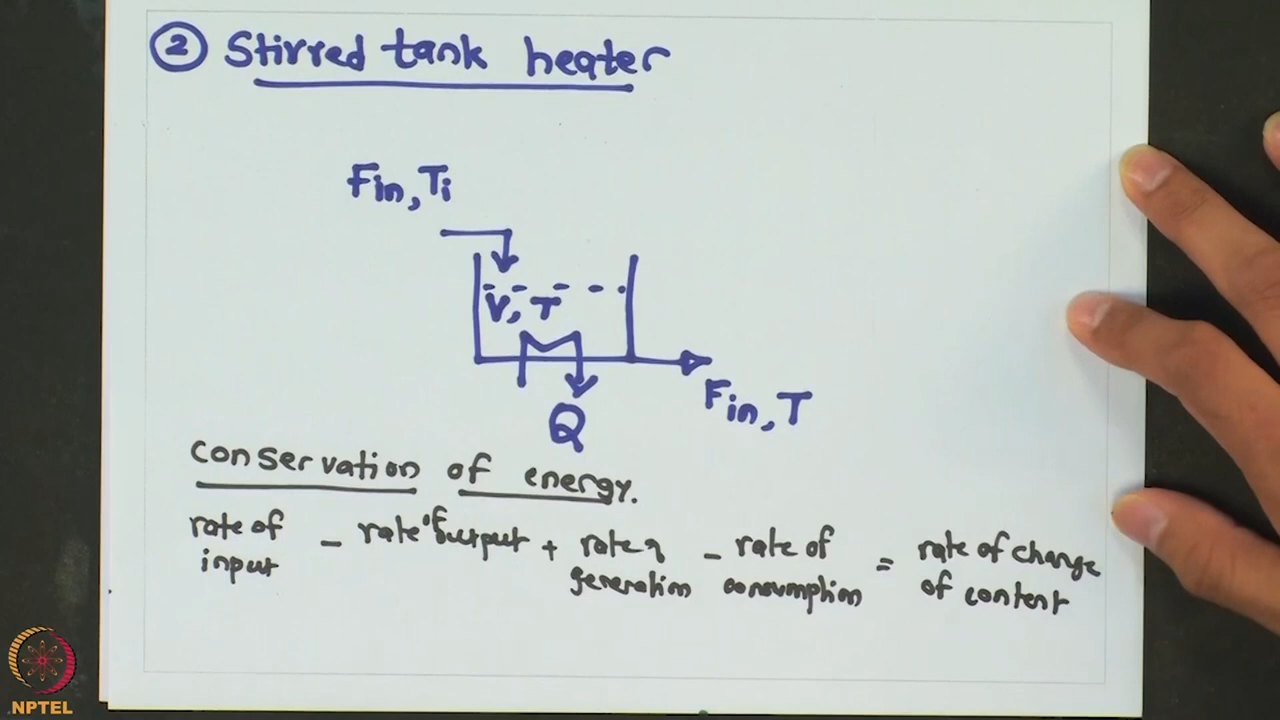 ② Stirred tank heater
Fin, Ti
V, T
Fin, T
Q
Conservation of energy.
rate of input - rate of output + rate of generation - rate of consumption = rate of change of content
NPTEL